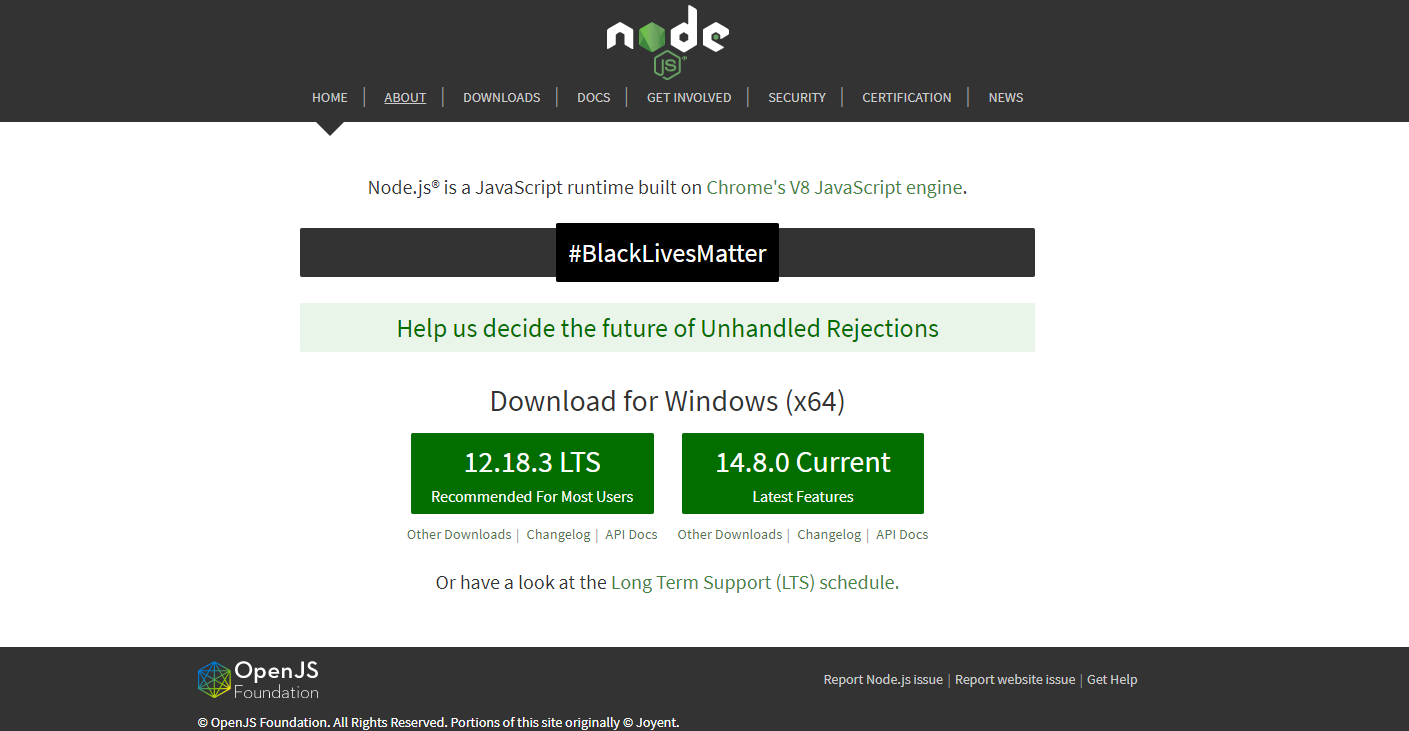 node
JS®
HOME | ABOUT | DOWNLOADS | DOCS | GET INVOLVED | SECURITY | CERTIFICATION | NEWS
Node.js® is a JavaScript runtime built on Chrome's V8 JavaScript engine.
#BlackLivesMatter
Help us decide the future of Unhandled Rejections
Download for Windows (x64)
12.18.3 LTS
Recommended For Most Users
14.8.0 Current
Latest Features
Other Downloads | Changelog | API Docs
Other Downloads | Changelog | API Docs
Or have a look at the Long Term Support (LTS) schedule.
OpenJS
Foundation
Report Node.js issue | Report website issue | Get Help
© OpenJS Foundation. All Rights Reserved. Portions of this site originally © Joyent.